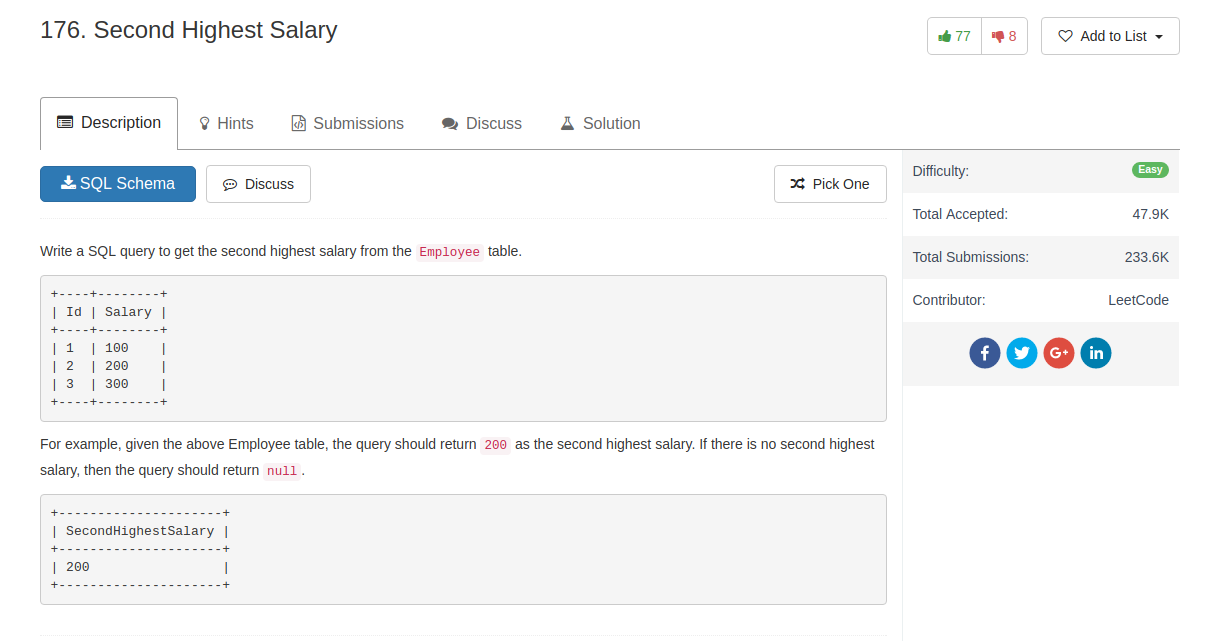 176. Second Highest Salary
77
8
Add to List
Description
Hints
Submissions
Discuss
Solution
SQL Schema
Discuss
Pick One
Write a SQL query to get the second highest salary from the Employee table.
+----+--------+
| Id | Salary |
+----+--------+
| 1  | 100    |
| 2  | 200    |
| 3  | 300    |
+----+--------+
For example, given the above Employee table, the query should return 200 as the second highest salary. If there is no second highest
salary, then the query should return null.
+---------------------+
| SecondHighestSalary |
+---------------------+
| 200                 |
+---------------------+
Difficulty: Easy
Total Accepted: 47.9K
Total Submissions: 233.6K
Contributor: LeetCode
f G+ in